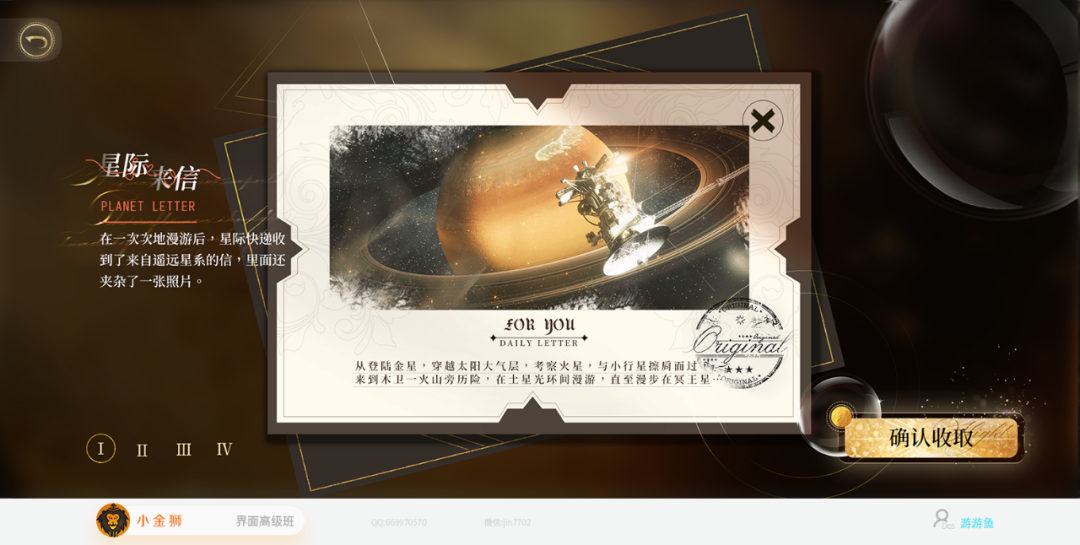 星际来信
PLANET LETTER
在一次次地漫游后，星际快递收
到了来自遥远星系的信，里面还
夹杂了一张照片。
I II III IV
FOR YOU
DAILY LETTER
从登陆金星，穿越太阳大气层，考察火星，与小行星擦肩而过
来到木卫一火山旁历险，在土星光环间漫游，直至漫步在冥王星
ORIGINAL
Original
ORIGINAL
确认收取
小金狮
界面高级班
QQ:669970570
微信:jin7702
Des
游游鱼